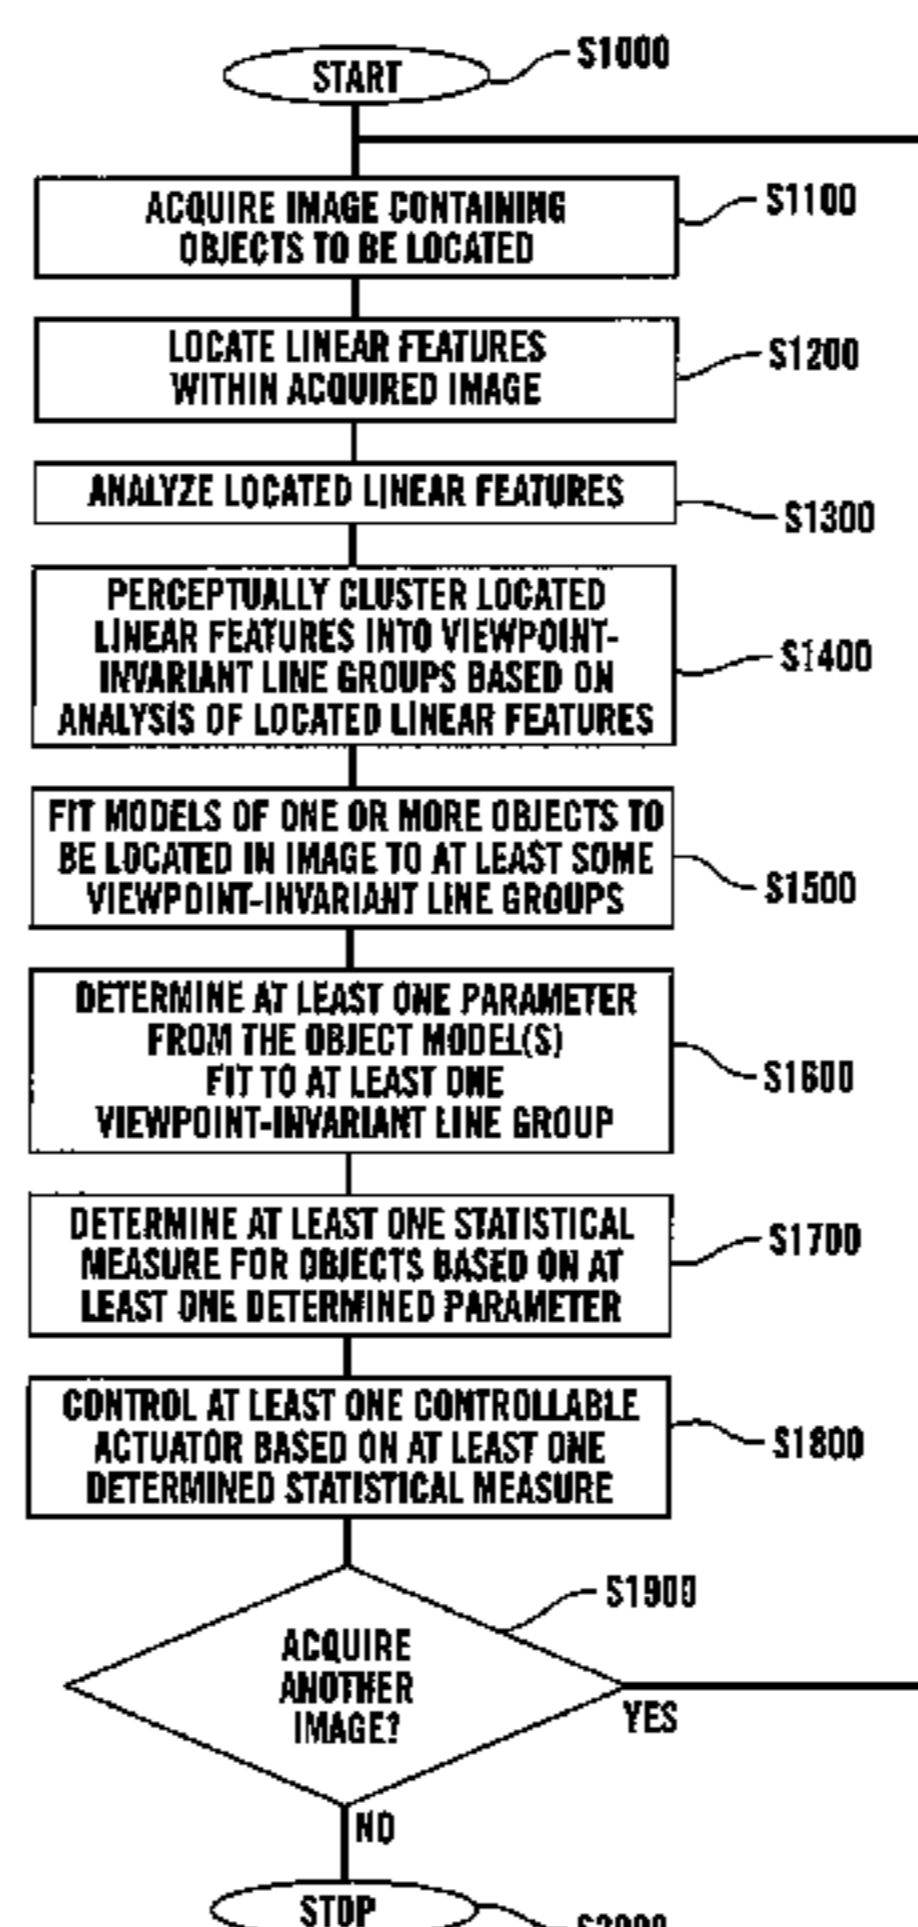 START
S1000
ACQUIRE IMAGE CONTAINING
OBJECTS TO BE LOCATED
S1100
LOCATE LINEAR FEATURES
WITHIN ACQUIRED IMAGE
S1200
ANALYZE LOCATED LINEAR FEATURES
S1300
PERCEPTUALLY CLUSTER LOCATED
LINEAR FEATURES INTO VIEWPOINT-
INVARIANT LINE GROUPS BASED ON
ANALYSIS OF LOCATED LINEAR FEATURES
S1400
FIT MODELS OF ONE OR MORE OBJECTS TO
BE LOCATED IN IMAGE TO AT LEAST SOME
VIEWPOINT-INVARIANT LINE GROUPS
S1500
DETERMINE AT LEAST ONE PARAMETER
FROM THE OBJECT MODEL(S)
FIT TO AT LEAST ONE
VIEWPOINT-INVARIANT LINE GROUP
S1600
DETERMINE AT LEAST ONE STATISTICAL
MEASURE FOR OBJECTS BASED ON AT
LEAST ONE DETERMINED PARAMETER
S1700
CONTROL AT LEAST ONE CONTROLLABLE
ACTUATOR BASED ON AT LEAST ONE
DETERMINED STATISTICAL MEASURE
S1800
ACQUIRE
ANOTHER
IMAGE?
S1900
YES
NO
STOP